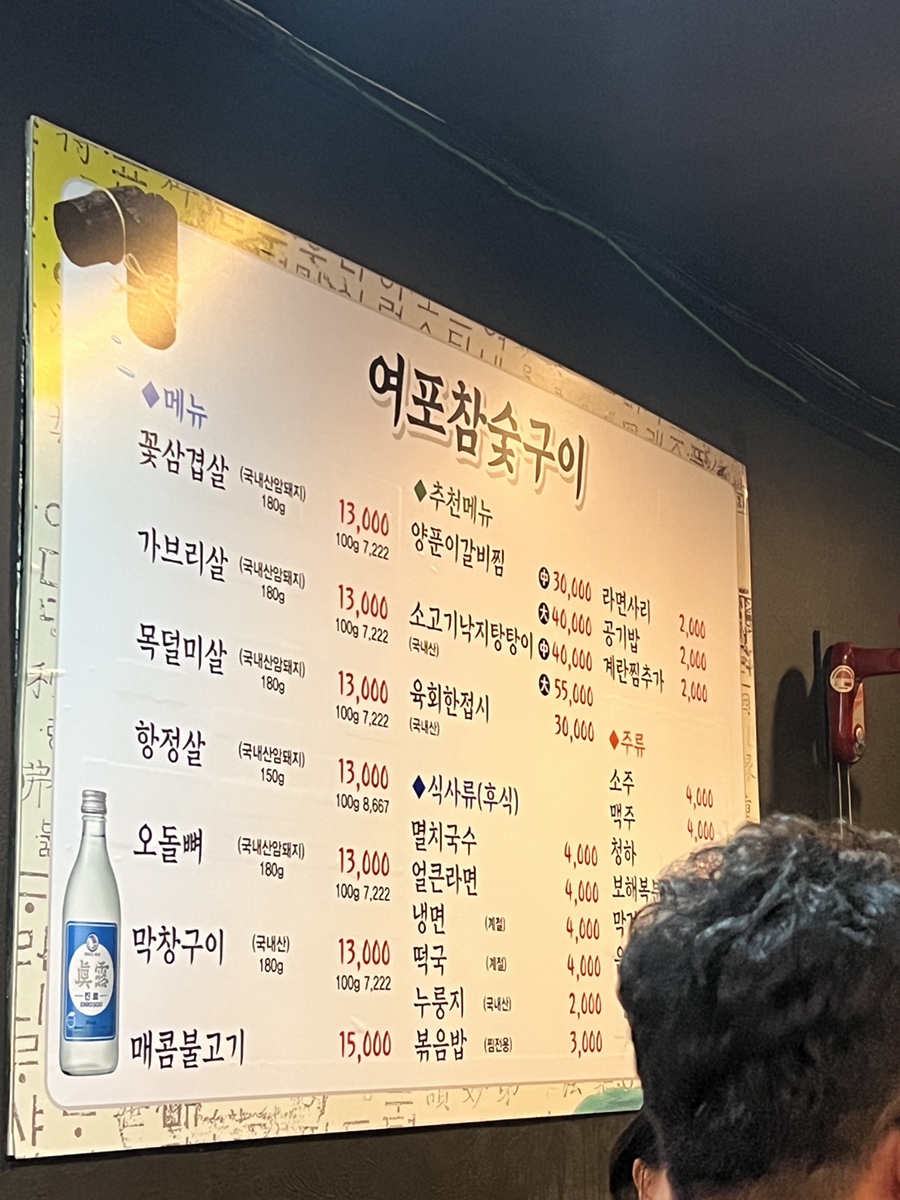 여포참숯구이
◆메뉴
꽃삼겹살 (국내산암돼지) 180g 13,000
100g 7,222
가브리살 (국내산암돼지) 180g 13,000
100g 7,222
목덜미살 (국내산암돼지) 180g 13,000
100g 7,222
항정살 (국내산암돼지) 150g 13,000
100g 8,667
오돌뼈 (국내산암돼지) 180g 13,000
100g 7,222
막창구이 (국내산) 180g 13,000
100g 7,222
매콤불고기 15,000
◆추천메뉴
양푼이갈비찜 中 30,000
大 40,000
소고기낙지탕탕이 (국내산) 中 40,000
大 55,000
육회한접시 (국내산) 30,000
◆식사류(후식)
멸치국수 4,000
얼큰라면 4,000
냉면 (계절) 4,000
떡국 (계절) 4,000
누룽지 (국내산) 2,000
볶음밥 (찜전용) 3,000
라면사리 2,000
공기밥 2,000
계란찜추가 2,000
◆주류
소주 4,000
맥주 4,000
청하
眞露
진로